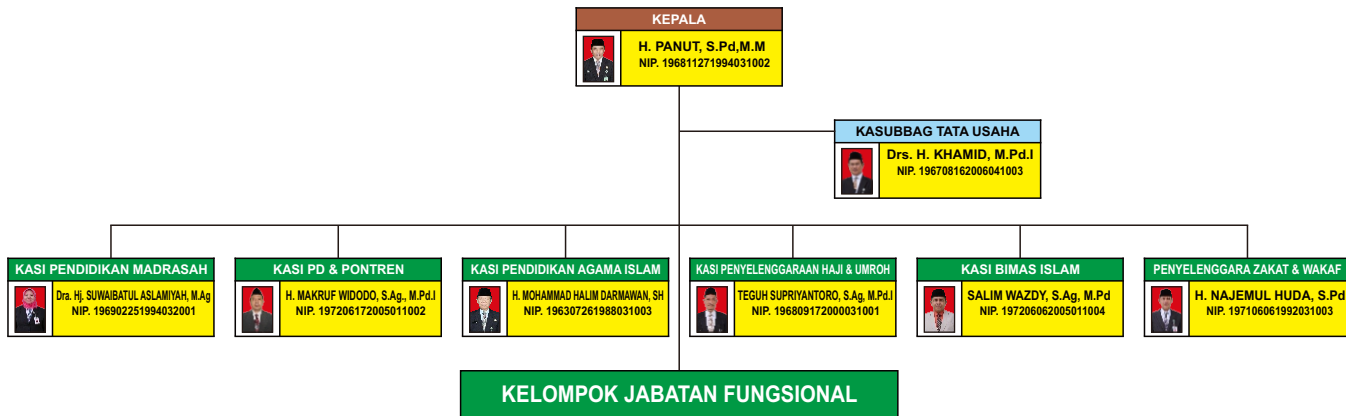 KEPALA
H. PANUT, S.Pd,M.M
NIP. 196811271994031002
KASUBBAG TATA USAHA
Drs. H. KHAMID, M.Pd.I
NIP. 196708162006041003
KASI PENDIDIKAN MADRASAH
Dra. Hj. SUWAIBATUL ASLAMIYAH, M.Ag
NIP. 196902251994032001
KASI PD & PONTREN
H. MAKRUF WIDODO, S.Ag., M.Pd.I
NIP. 197206172005011002
KASI PENDIDIKAN AGAMA ISLAM
H. MOHAMMAD HALIM DARMAWAN, SH
NIP. 196307261988031003
KASI PENYELENGGARAAN HAJI & UMROH
TEGUH SUPRIYANTORO, S.Ag, M.Pd.I
NIP. 196809172000031001
KASI BIMAS ISLAM
SALIM WAZDY, S.Ag, M.Pd
NIP. 197206062005011004
PENYELENGGARA ZAKAT & WAKAF
H. NAJEMUL HUDA, S.Pd
NIP. 197106061992031003
KELOMPOK JABATAN FUNGSIONAL